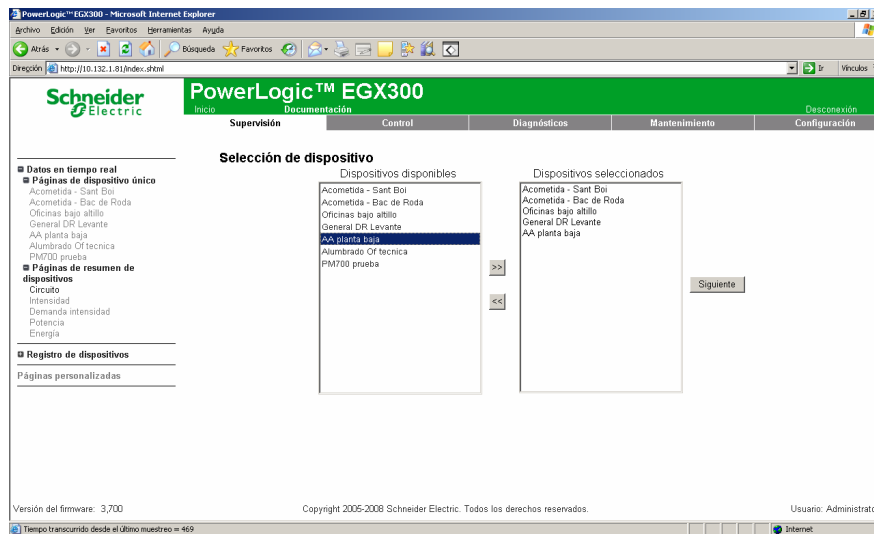 PowerLogic™EGX300 - Microsoft Internet Explorer
Archivo Edición Ver Favoritos Herramientas Ayuda
Atrás Búsqueda Favoritos
Dirección http://10.132.1.81/index.shtml Ir Vínculos
Schneider Electric
PowerLogic™ EGX300
Inicio Documentación Desconexión
Supervisión Control Diagnósticos Mantenimiento Configuración
Datos en tiempo real
Páginas de dispositivo único
Acometida - Sant Boi
Acometida - Bac de Roda
Oficinas bajo altillo
General DR Levante
AA planta baja
Alumbrado Of tecnica
PM700 prueba
Páginas de resumen de
dispositivos
Circuito
Intensidad
Demanda intensidad
Potencia
Energía
Registro de dispositivos
Páginas personalizadas
Selección de dispositivo
Dispositivos disponibles
Acometida - Sant Boi
Acometida - Bac de Roda
Oficinas bajo altillo
General DR Levante
AA planta baja
Alumbrado Of tecnica
PM700 prueba
>>
<<
Dispositivos seleccionados
Acometida - Sant Boi
Acometida - Bac de Roda
Oficinas bajo altillo
General DR Levante
AA planta baja
Siguiente
Versión del firmware: 3,700 Copyright 2005-2008 Schneider Electric. Todos los derechos reservados. Usuario: Administrato
Tiempo transcurrido desde el último muestreo = 469 Internet